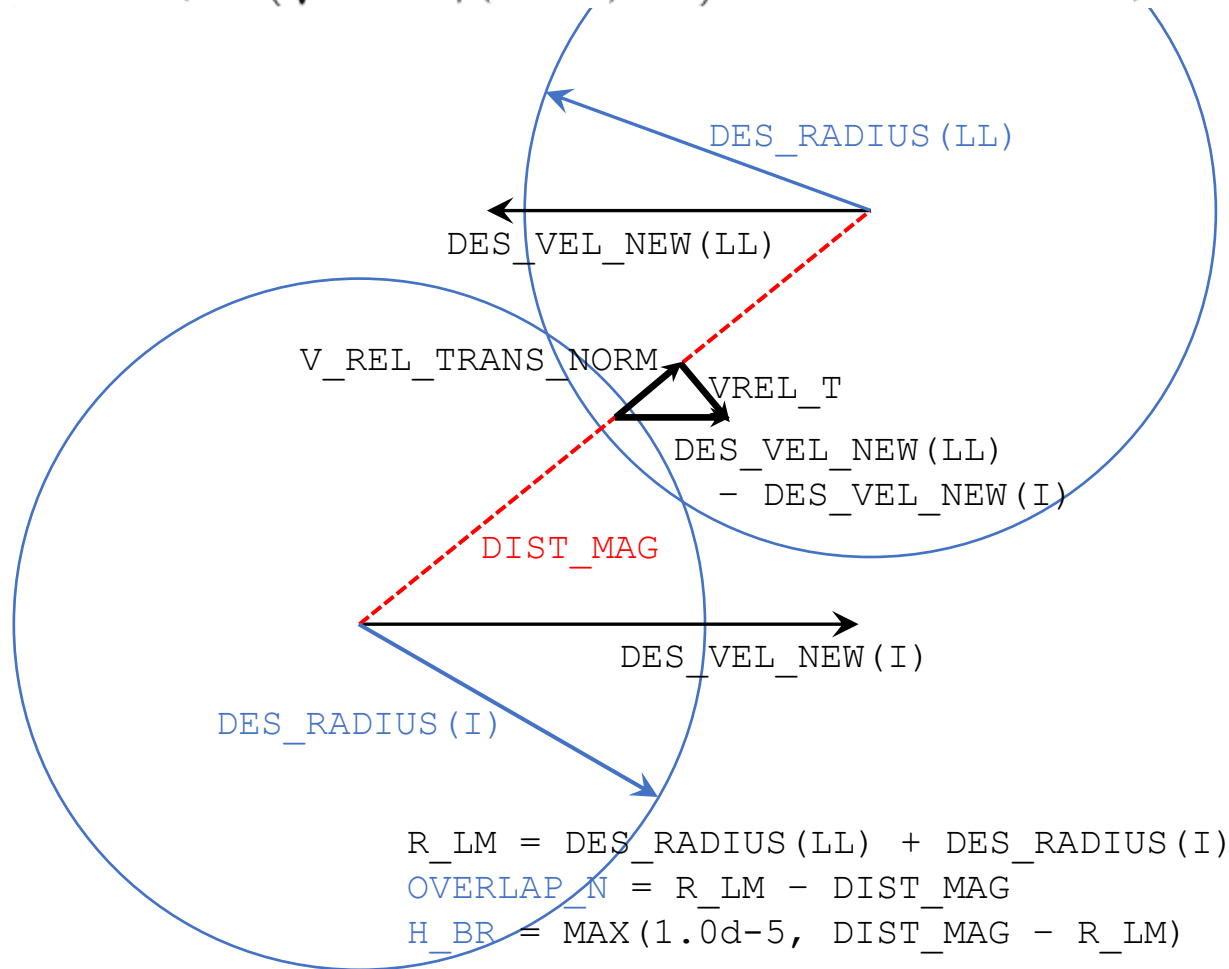 DES_RADIUS(LL)
DES_VEL_NEW(LL)
V_REL_TRANS_NORM
VREL_T
DES_VEL_NEW(LL)
– DES_VEL_NEW(I)
DIST_MAG
DES_VEL_NEW(I)
DES_RADIUS(I)
R_LM = DES_RADIUS(LL) + DES_RADIUS(I)
OVERLAP_N = R_LM – DIST_MAG
H_BR = MAX(1.0d-5, DIST_MAG – R_LM)